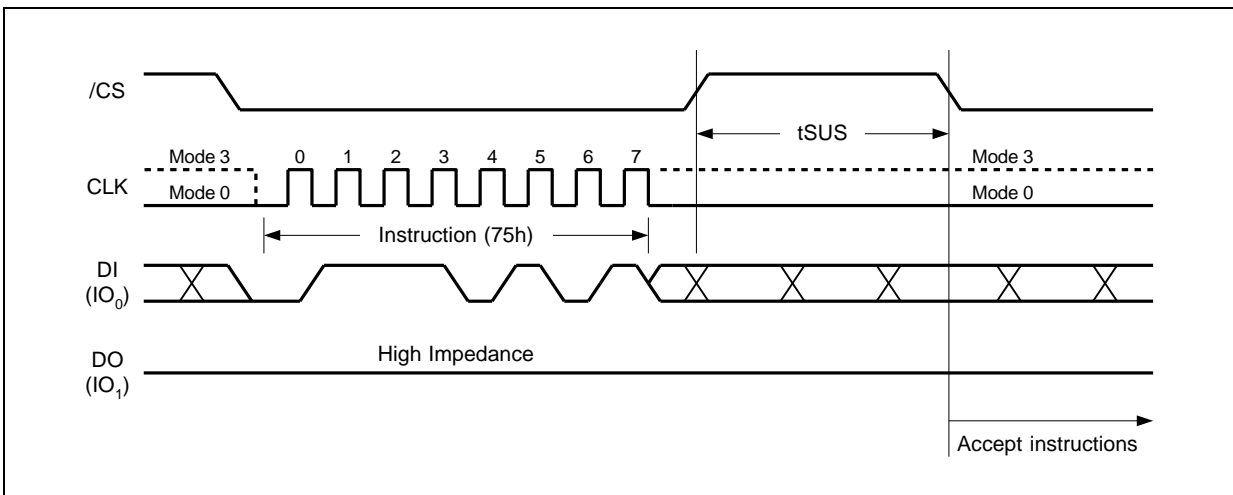 /CS
tSUS
Mode 3
0 1 2 3 4 5 6 7
Mode 3
CLK
Mode 0
Mode 0
Instruction (75h)
DI
(IO0)
High Impedance
DO
(IO1)
Accept instructions